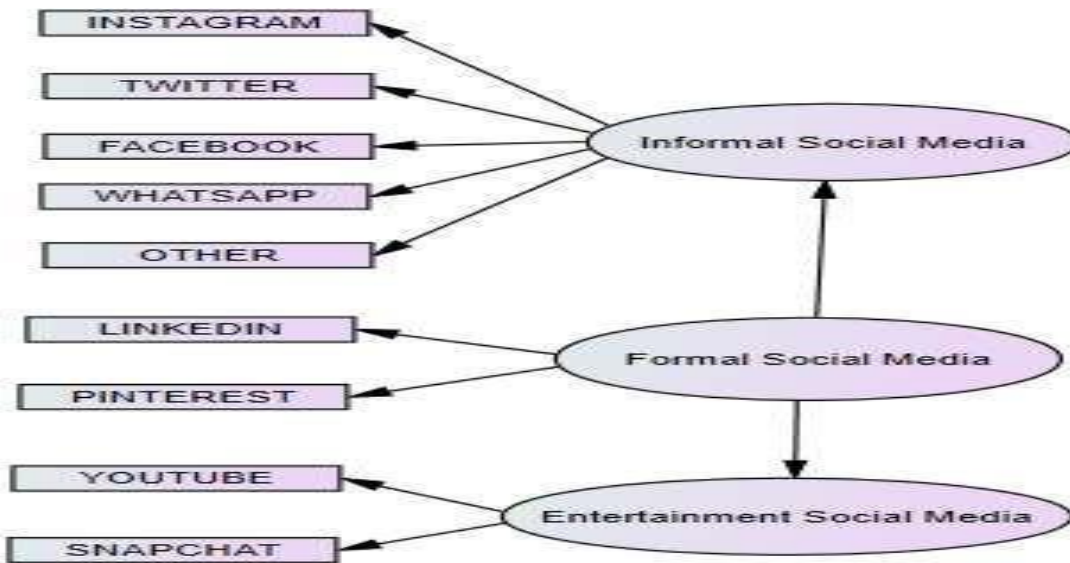 INSTAGRAM
TWITTER
FACEBOOK
WHATSAPP
OTHER
Informal Social Media
LINKEDIN
PINTEREST
Formal Social Media
YOUTUBE
SNAPCHAT
Entertainment Social Media